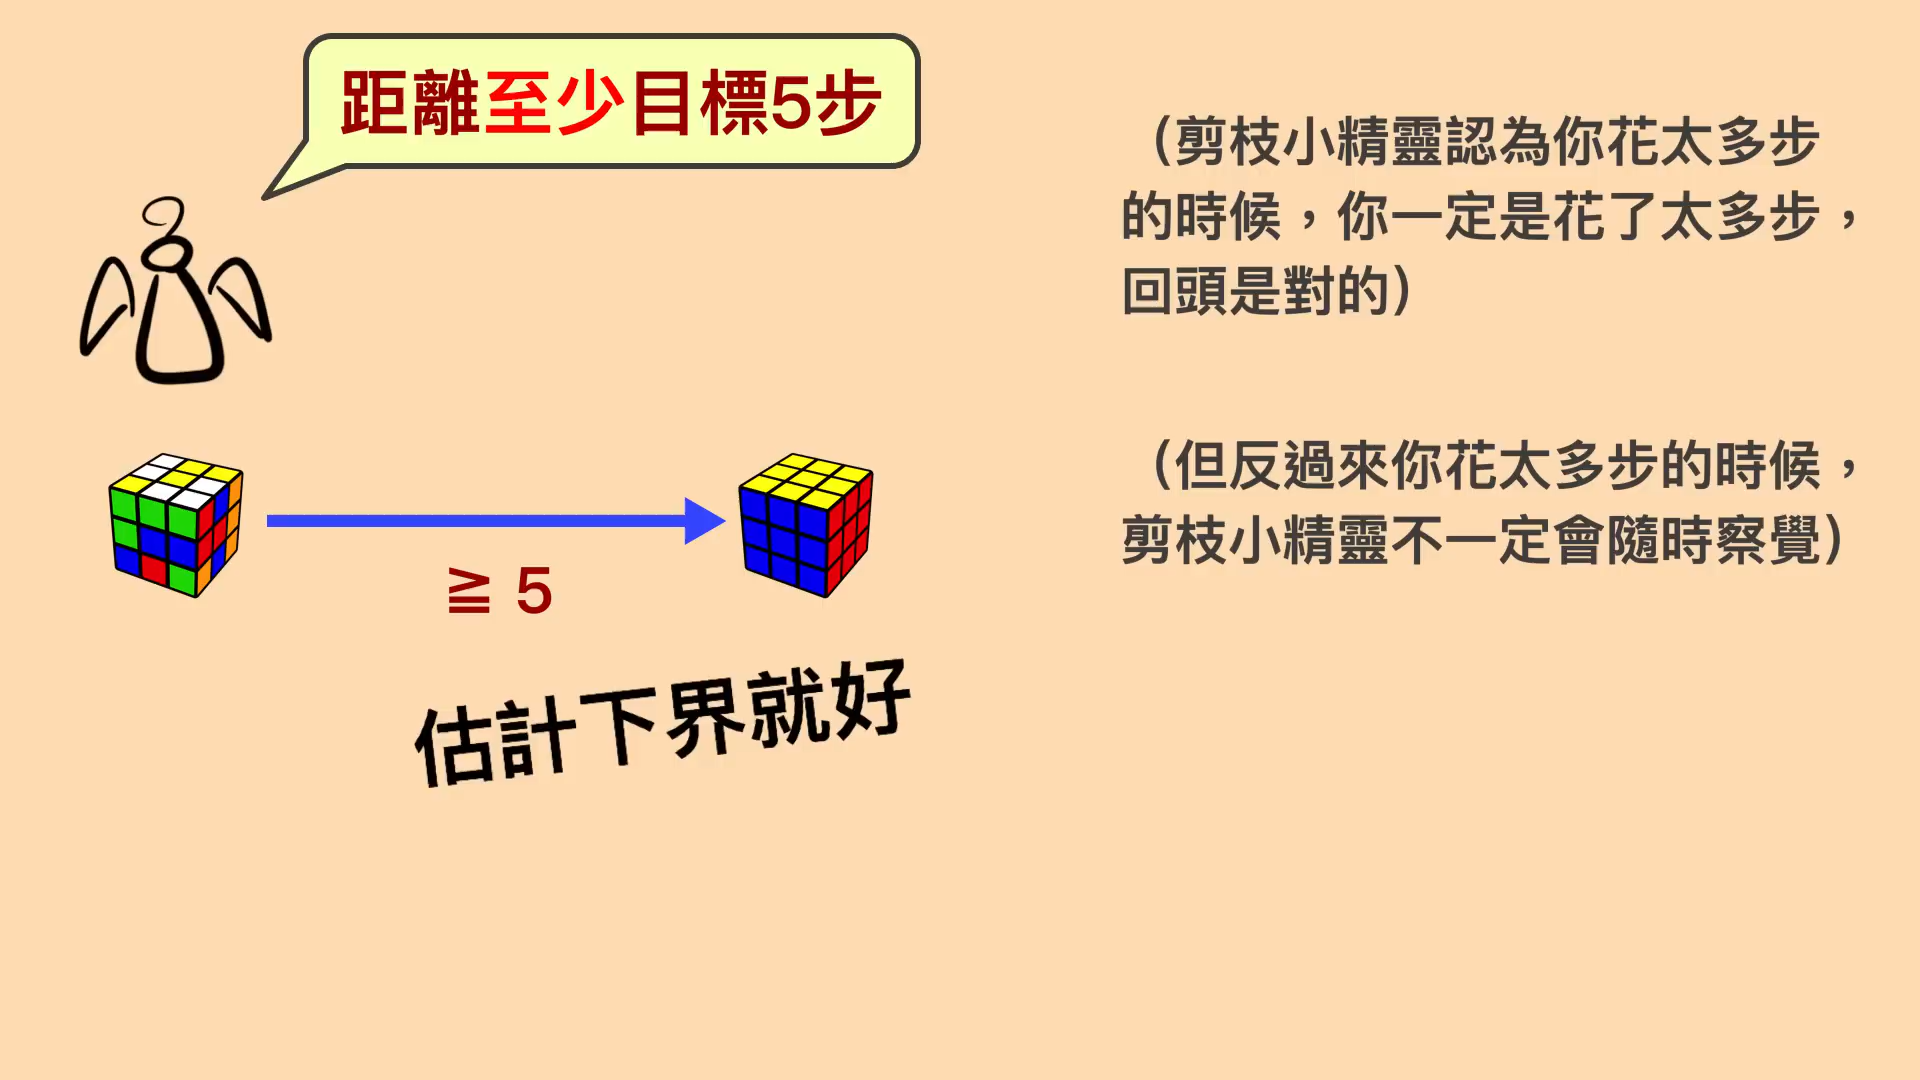 距離至少目標5步
（剪枝小精靈認為你花太多步
的時候，你一定是花了太多步，
回頭是對的）
（但反過來你花太多步的時候，
剪枝小精靈不一定會隨時察覺）
≧ 5
估計下界就好